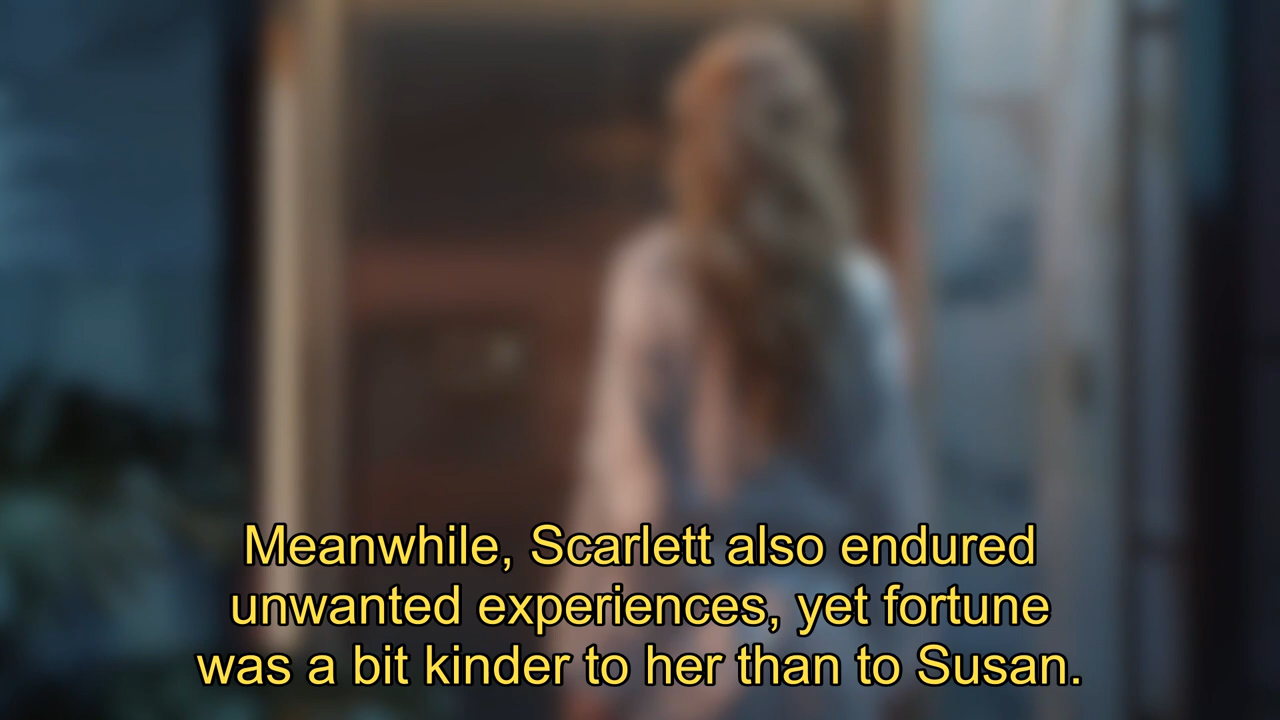 Meanwhile, Scarlett also endured
unwanted experiences, yet fortune
was a bit kinder to her than to Susan.